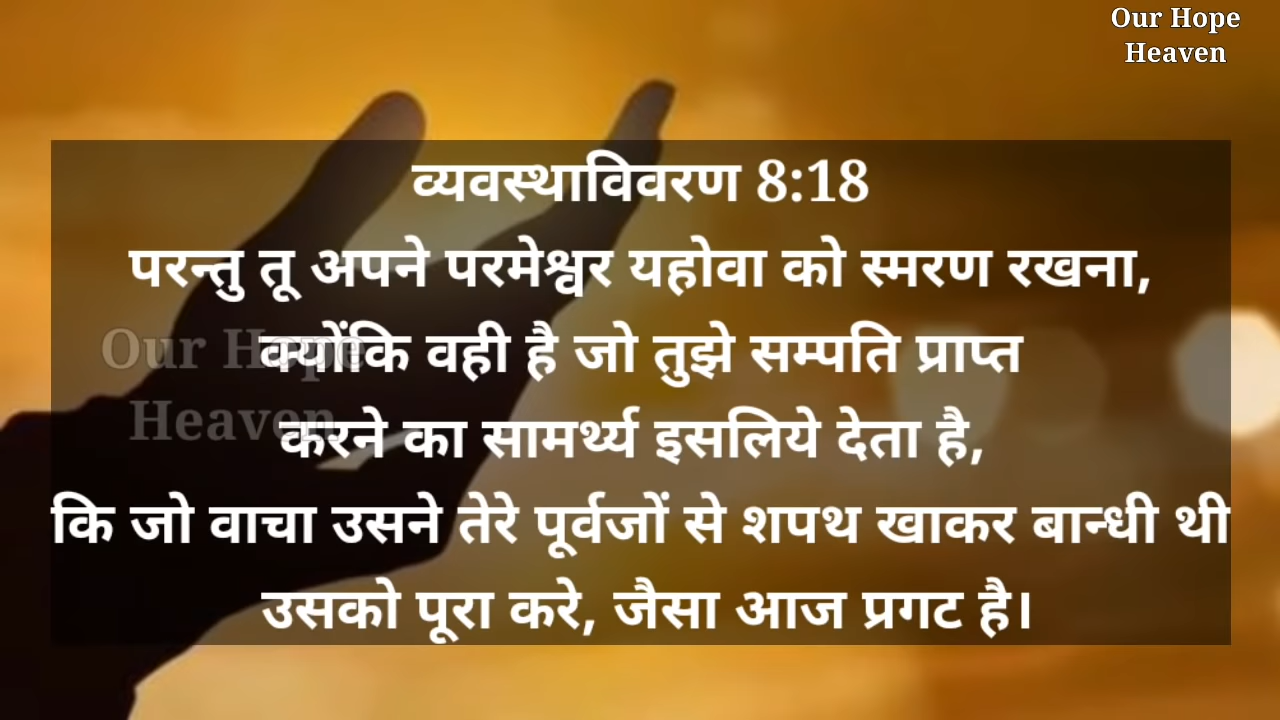 Our Hope
Heaven
व्यवस्थाविवरण 8:18
परन्तु तू अपने परमेश्वर यहोवा को स्मरण रखना,
Our Hope
Heaven
क्योंकि वही है जो तुझे सम्पति प्राप्त
करने का सामर्थ्य इसलिये देता है,
कि जो वाचा उसने तेरे पूर्वजों से शपथ खाकर बान्धी थी
उसको पूरा करे, जैसा आज प्रगट है।